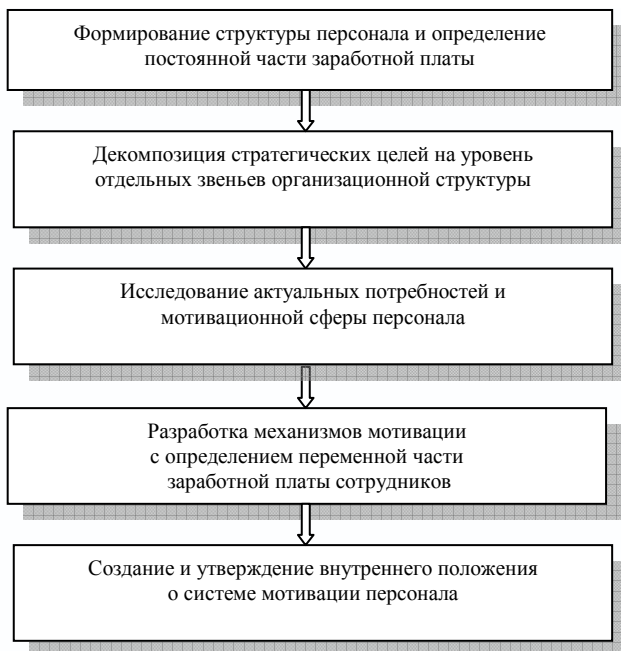 Формирование структуры персонала и определение
постоянной части заработной платы
Декомпозиция стратегических целей на уровень
отдельных звеньев организационной структуры
Исследование актуальных потребностей и
мотивационной сферы персонала
Разработка механизмов мотивации
с определением переменной части
заработной платы сотрудников
Создание и утверждение внутреннего положения
о системе мотивации персонала